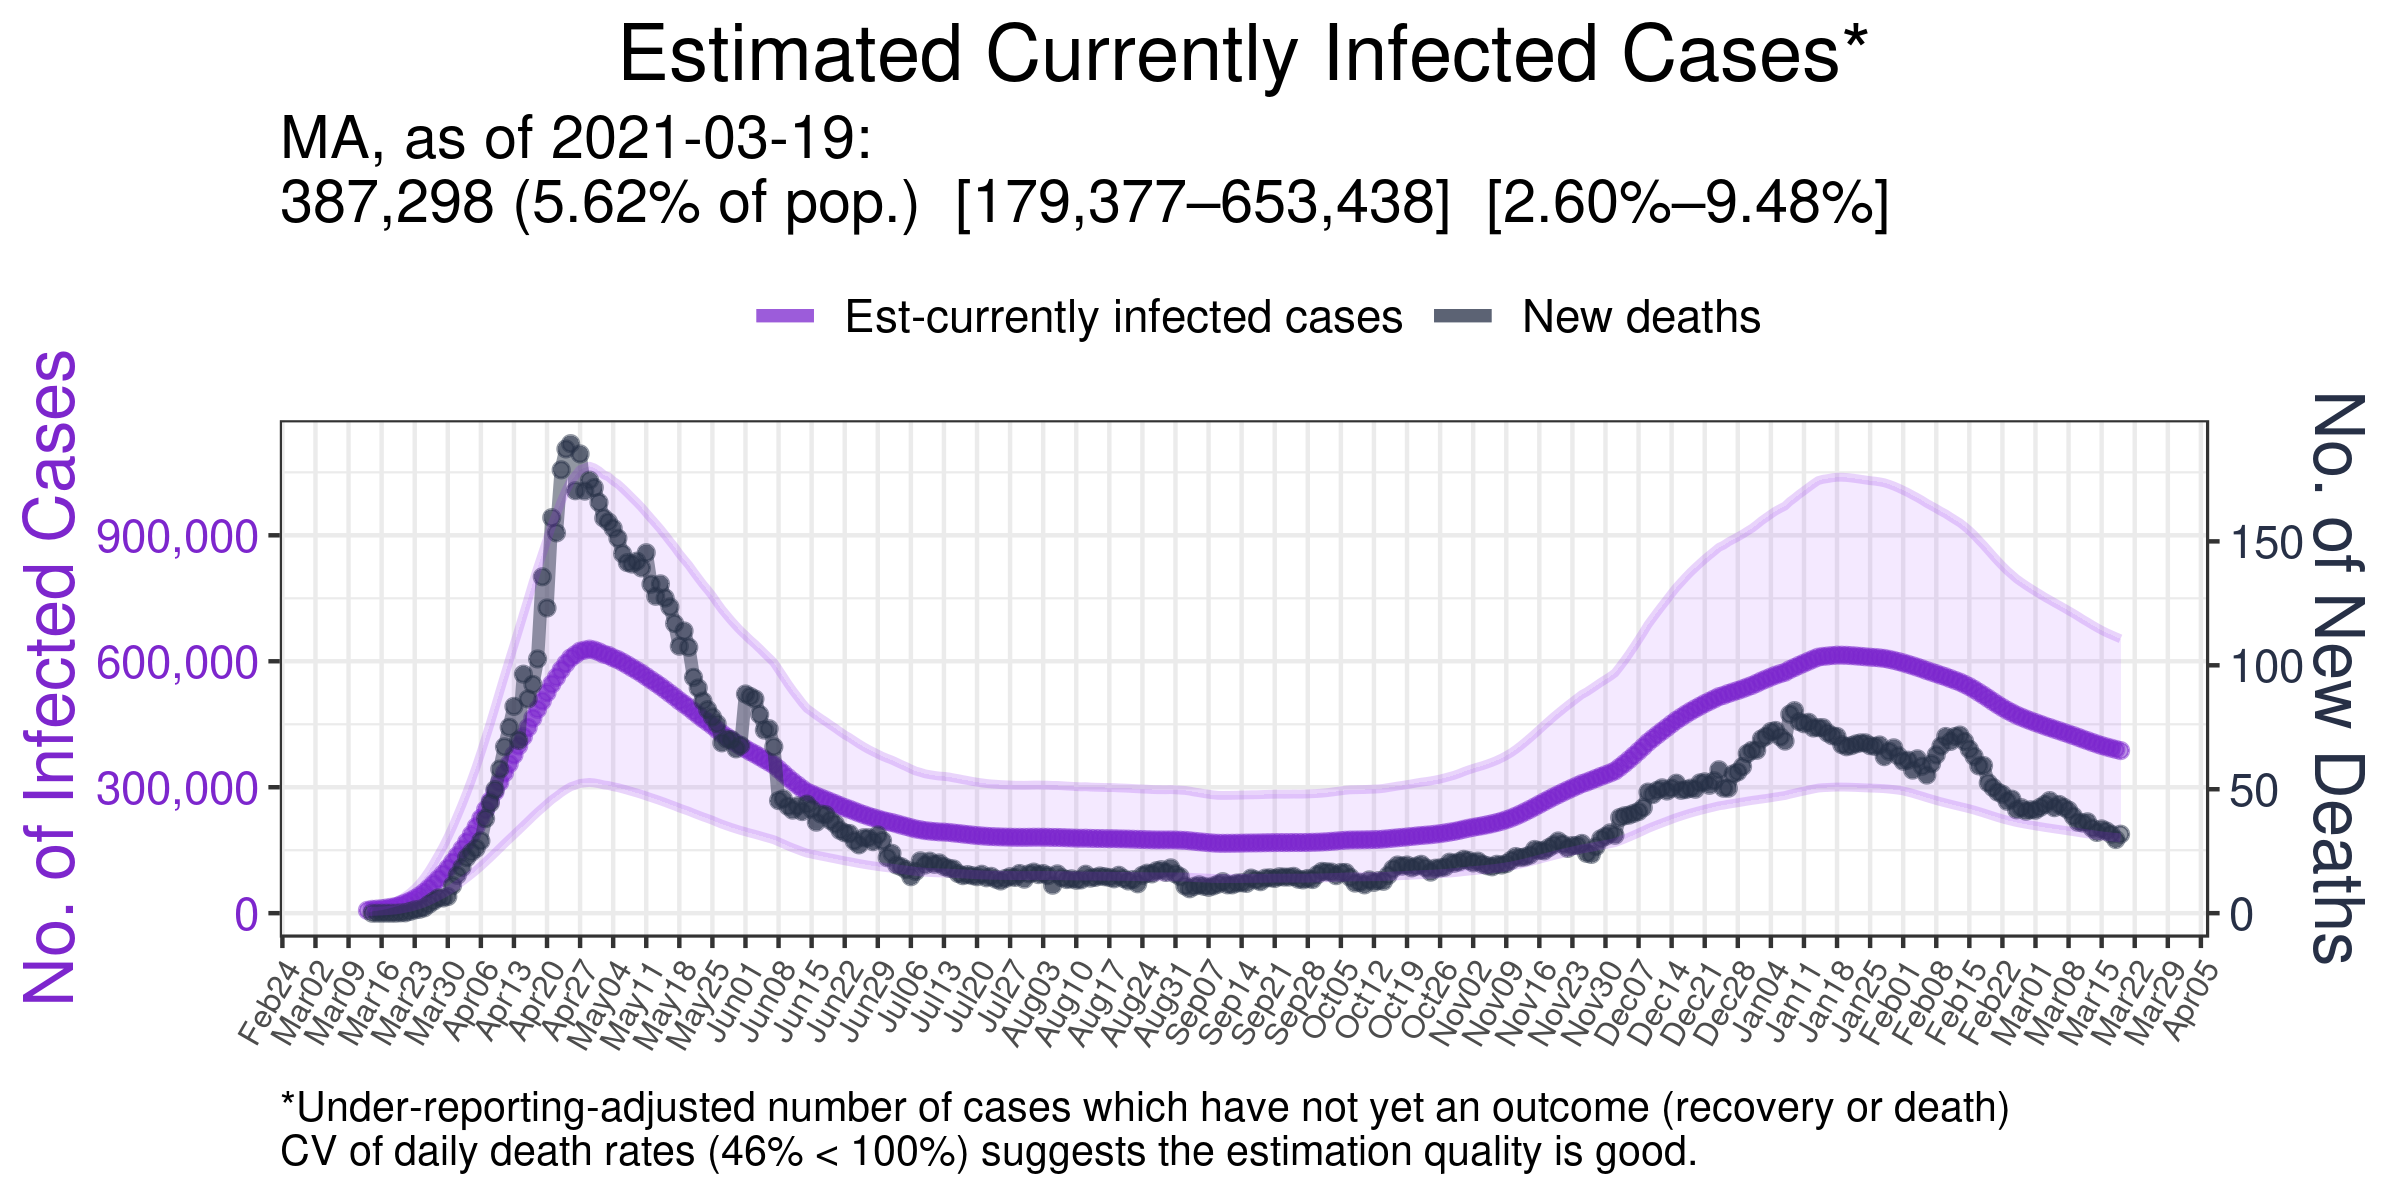 Estimated Currently Infected Cases*
MA, as of 2021-03-19:
387,298 (5.62% of pop.) [179,377–653,438] [2.60%–9.48%]
Est-currently infected cases
New deaths
No. of Infected Cases
900,000
600,000
300,000
0
150
100
50
0
No. of New Deaths
Feb24
Mar02
Mar09
Mar16
Mar23
Mar30
Apr06
Apr13
Apr20
Apr27
May04
May11
May18
May25
Jun01
Jun08
Jun15
Jun22
Jun29
Jul06
Jul13
Jul20
Jul27
Aug03
Aug10
Aug17
Aug24
Aug31
Sep07
Sep14
Sep21
Sep28
Oct05
Oct12
Oct19
Oct26
Nov02
Nov09
Nov16
Nov23
Nov30
Dec07
Dec14
Dec21
Dec28
Jan04
Jan11
Jan18
Jan25
Feb01
Feb08
Feb15
Feb22
Mar01
Mar08
Mar15
Mar22
Mar29
Apr05
*Under-reporting-adjusted number of cases which have not yet an outcome (recovery or death)
CV of daily death rates (46% < 100%) suggests the estimation quality is good.